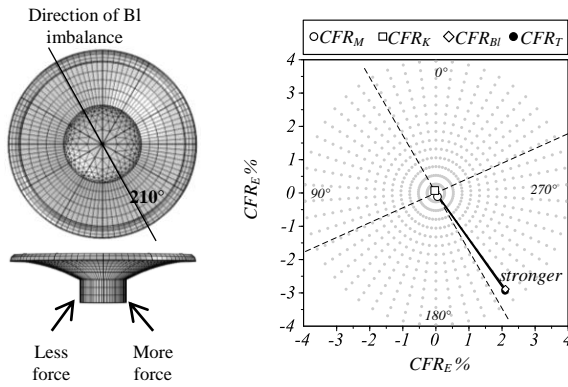 Direction of Bl
imbalance
210°
Less
force
More
force
CFR_M CFR_K CFR_Bl CFR_T
4
3
2
1
0
-1
-2
-3
-4
CFR_E %
0°
90°
270°
180°
stronger
-4 -3 -2 -1 0 1 2 3 4
CFR_E %